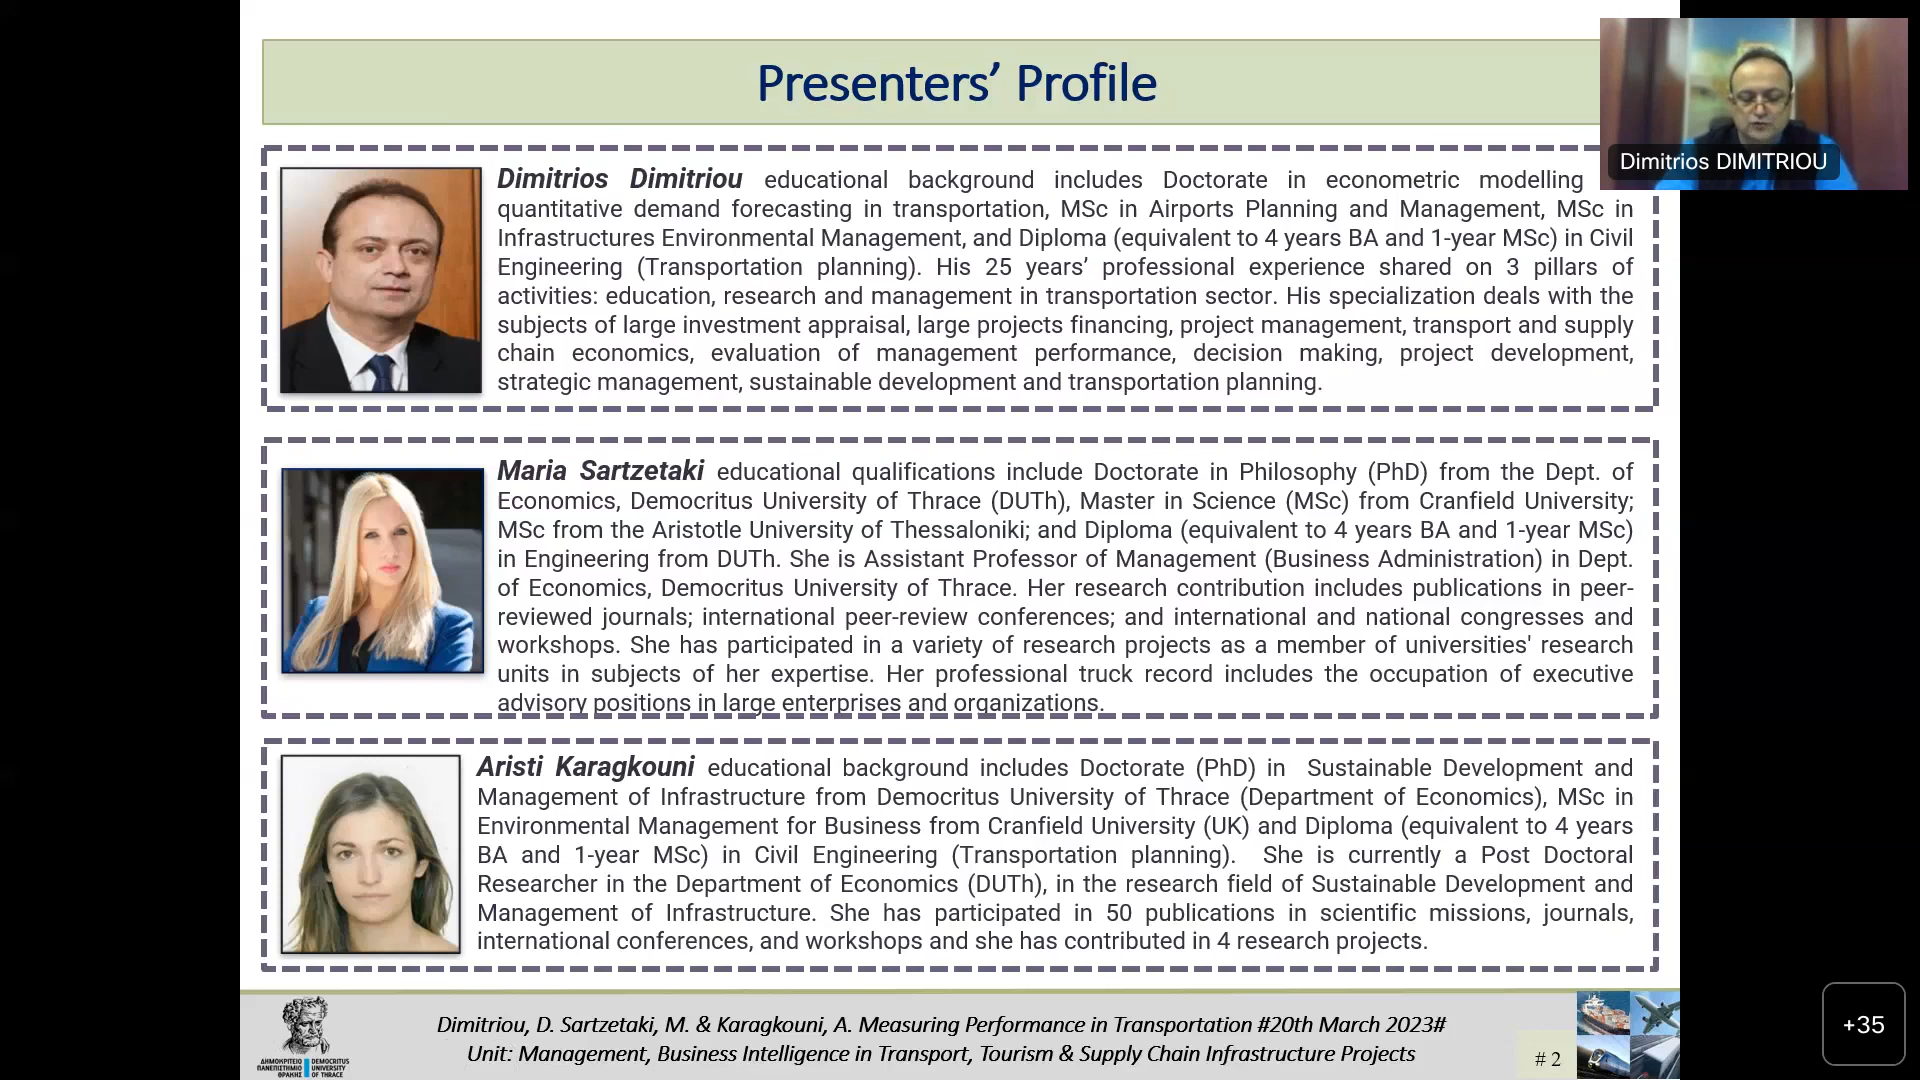 Presenters’ Profile
Dimitrios DIMITRIOU
Dimitrios Dimitriou educational background includes Doctorate in econometric modelling
quantitative demand forecasting in transportation, MSc in Airports Planning and Management, MSc in
Infrastructures Environmental Management, and Diploma (equivalent to 4 years BA and 1-year MSc) in Civil
Engineering (Transportation planning). His 25 years’ professional experience shared on 3 pillars of
activities: education, research and management in transportation sector. His specialization deals with the
subjects of large investment appraisal, large projects financing, project management, transport and supply
chain economics, evaluation of management performance, decision making, project development,
strategic management, sustainable development and transportation planning.
Maria Sartzetaki educational qualifications include Doctorate in Philosophy (PhD) from the Dept. of
Economics, Democritus University of Thrace (DUTh), Master in Science (MSc) from Cranfield University;
MSc from the Aristotle University of Thessaloniki; and Diploma (equivalent to 4 years BA and 1-year MSc)
in Engineering from DUTh. She is Assistant Professor of Management (Business Administration) in Dept.
of Economics, Democritus University of Thrace. Her research contribution includes publications in peer-
reviewed journals; international peer-review conferences; and international and national congresses and
workshops. She has participated in a variety of research projects as a member of universities' research
units in subjects of her expertise. Her professional truck record includes the occupation of executive
advisory positions in large enterprises and organizations.
Aristi Karagkouni educational background includes Doctorate (PhD) in Sustainable Development and
Management of Infrastructure from Democritus University of Thrace (Department of Economics), MSc in
Environmental Management for Business from Cranfield University (UK) and Diploma (equivalent to 4 years
BA and 1-year MSc) in Civil Engineering (Transportation planning). She is currently a Post Doctoral
Researcher in the Department of Economics (DUTh), in the research field of Sustainable Development and
Management of Infrastructure. She has participated in 50 publications in scientific missions, journals,
international conferences, and workshops and she has contributed in 4 research projects.
Dimitriou, D. Sartzetaki, M. & Karagkouni, A. Measuring Performance in Transportation #20th March 2023#
Unit: Management, Business Intelligence in Transport, Tourism & Supply Chain Infrastructure Projects
ΔΗΜΟΚΡΙΤΕΙΟ DEMOCRITUS
ΠΑΝΕΠΙΣΤΗΜΙΟ UNIVERSITY
ΘΡΑΚΗΣ OF THRACE
# 2
+35